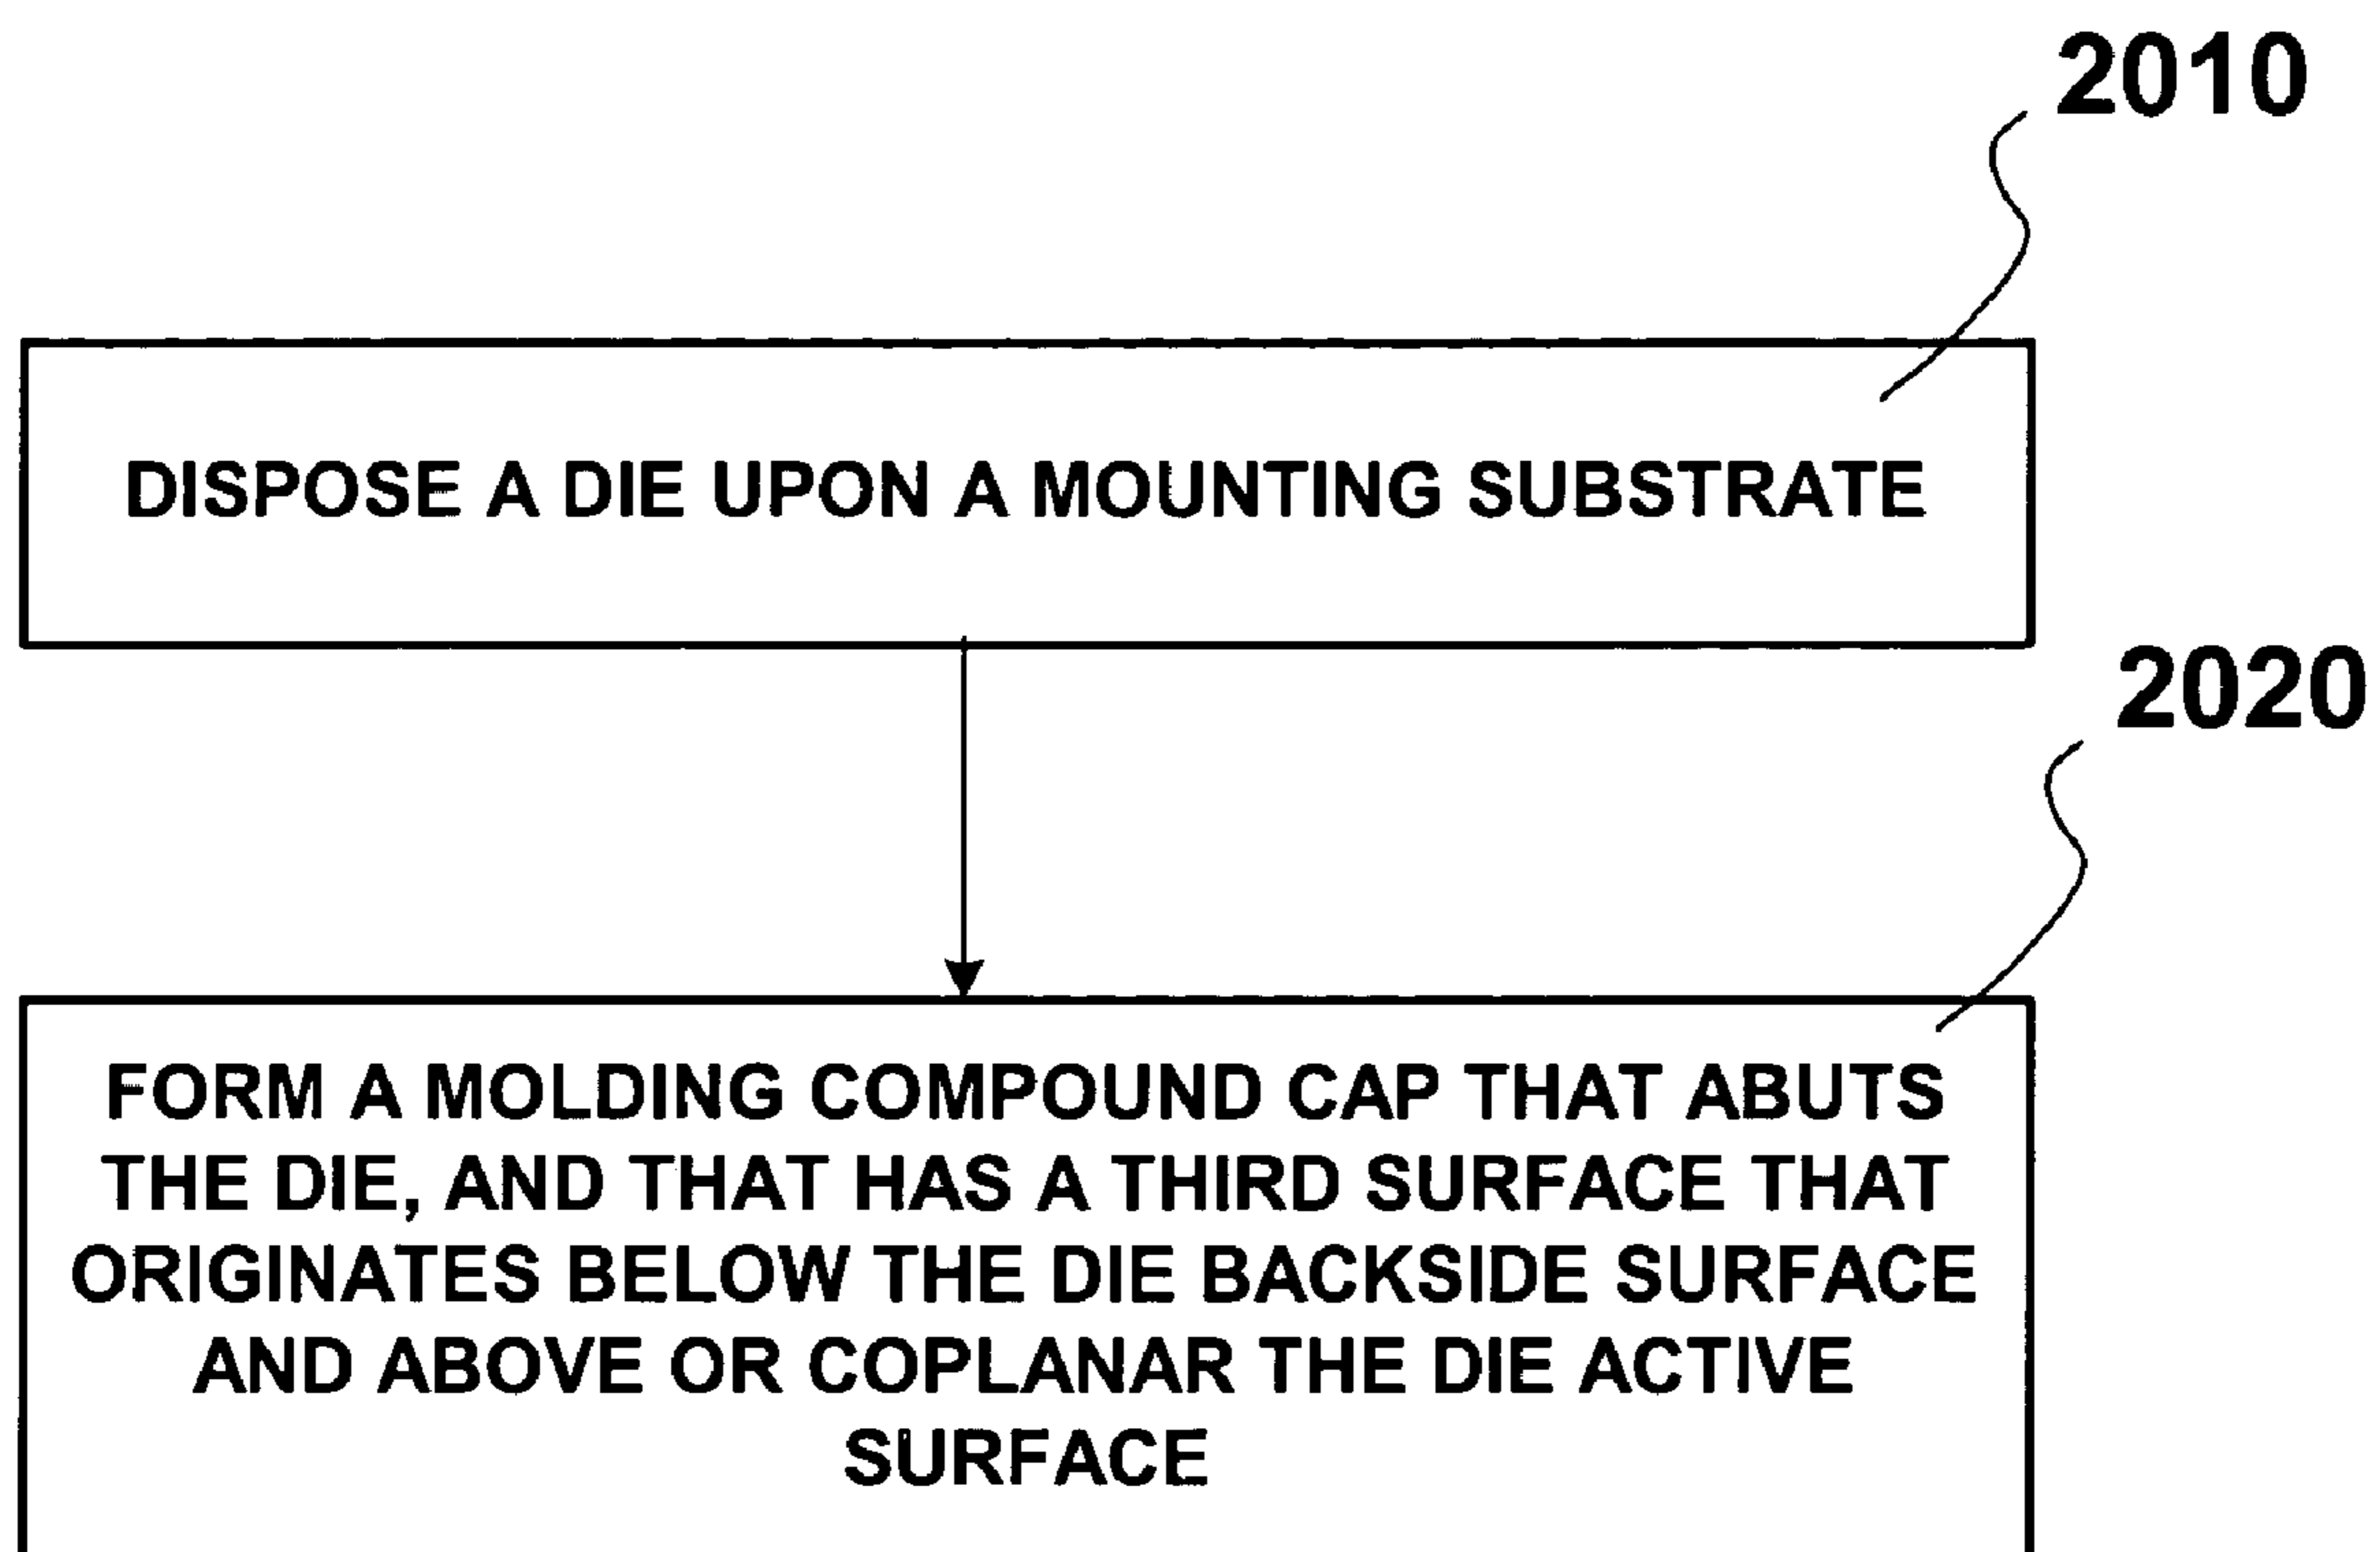 2010
DISPOSE A DIE UPON A MOUNTING SUBSTRATE
2020
FORM A MOLDING COMPOUND CAP THAT ABUTS
THE DIE, AND THAT HAS A THIRD SURFACE THAT
ORIGINATES BELOW THE DIE BACKSIDE SURFACE
AND ABOVE OR COPLANAR THE DIE ACTIVE
SURFACE